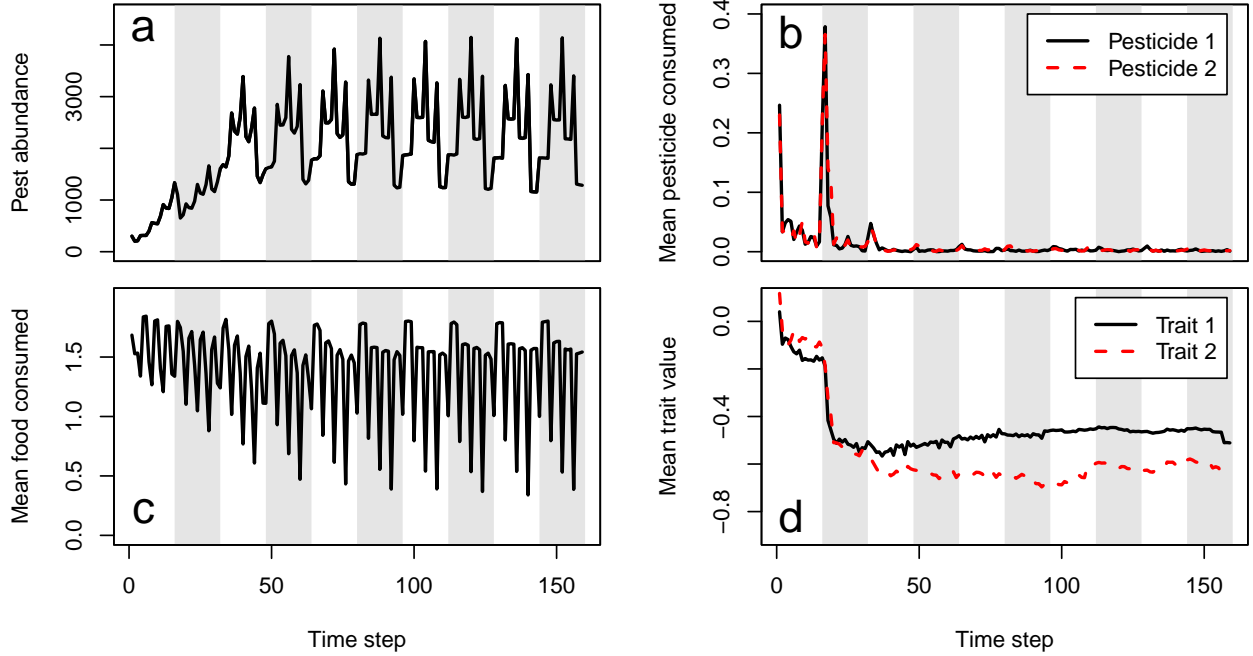 a
Pest abundance
0
1000
3000
b
Mean pesticide consumed
0.0
0.1
0.2
0.3
0.4
Pesticide 1
Pesticide 2
c
Mean food consumed
0.0
0.5
1.0
1.5
0
50
100
150
Time step
d
Mean trait value
−0.8
−0.4
0.0
Trait 1
Trait 2
0
50
100
150
Time step